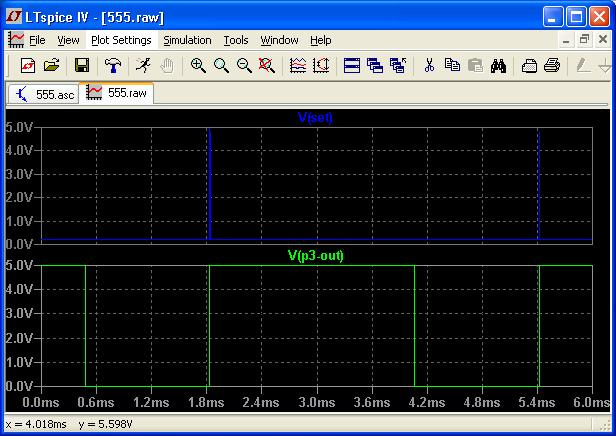 LTspice IV - [555.raw]
File View Plot Settings Simulation Tools Window Help
555.asc 555.raw
V(set)
5.0V
4.0V
3.0V
2.0V
1.0V
0.0V
V(p3-out)
5.0V
4.0V
3.0V
2.0V
1.0V
0.0V
0.0ms 0.6ms 1.2ms 1.8ms 2.4ms 3.0ms 3.6ms 4.2ms 4.8ms 5.4ms 6.0ms
x = 4.018ms y = 5.598V